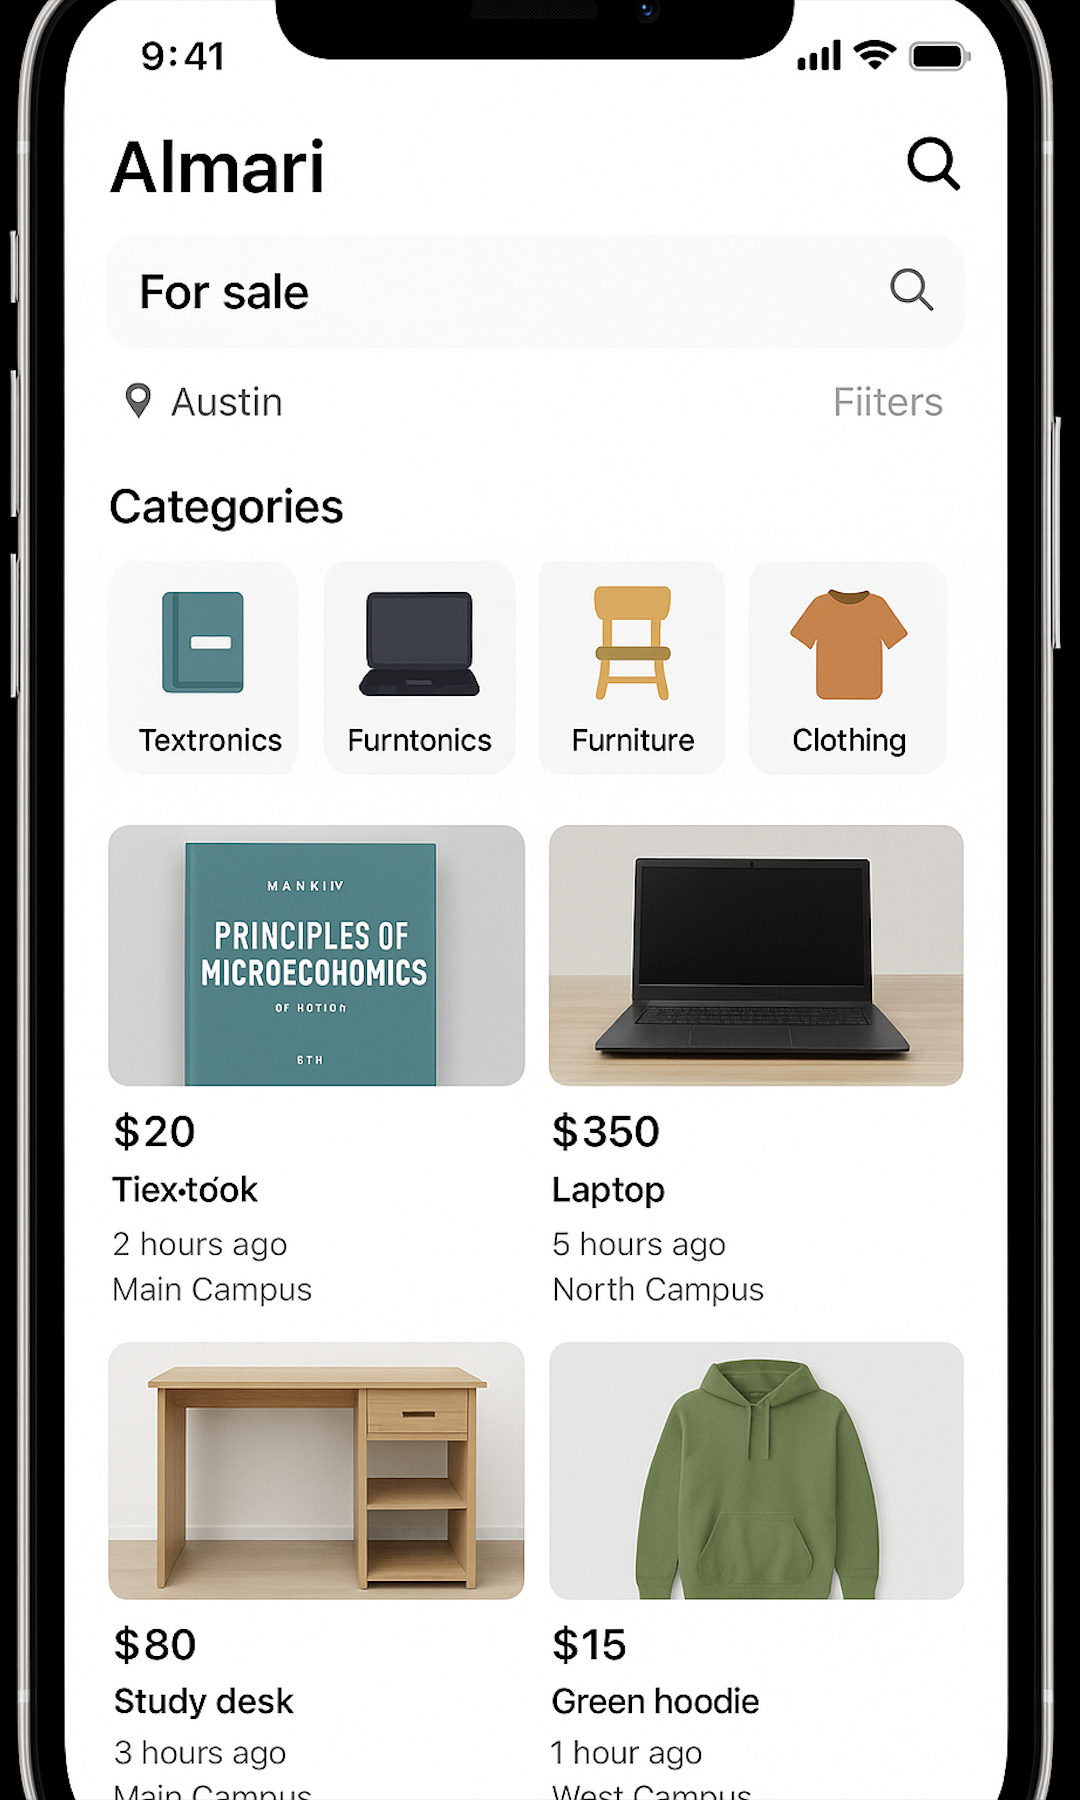 9:41
Almari
For sale
Austin
Fiiters
Categories
Textronics
Furntonics
Furniture
Clothing
MANKIIV
PRINCIPLES OF
MICROECOHOMICS
OF HOTION
6TH
$20
Tiex•to´ok
2 hours ago
Main Campus
$350
Laptop
5 hours ago
North Campus
$80
Study desk
3 hours ago
Main Campus
$15
Green hoodie
1 hour ago
West Campus